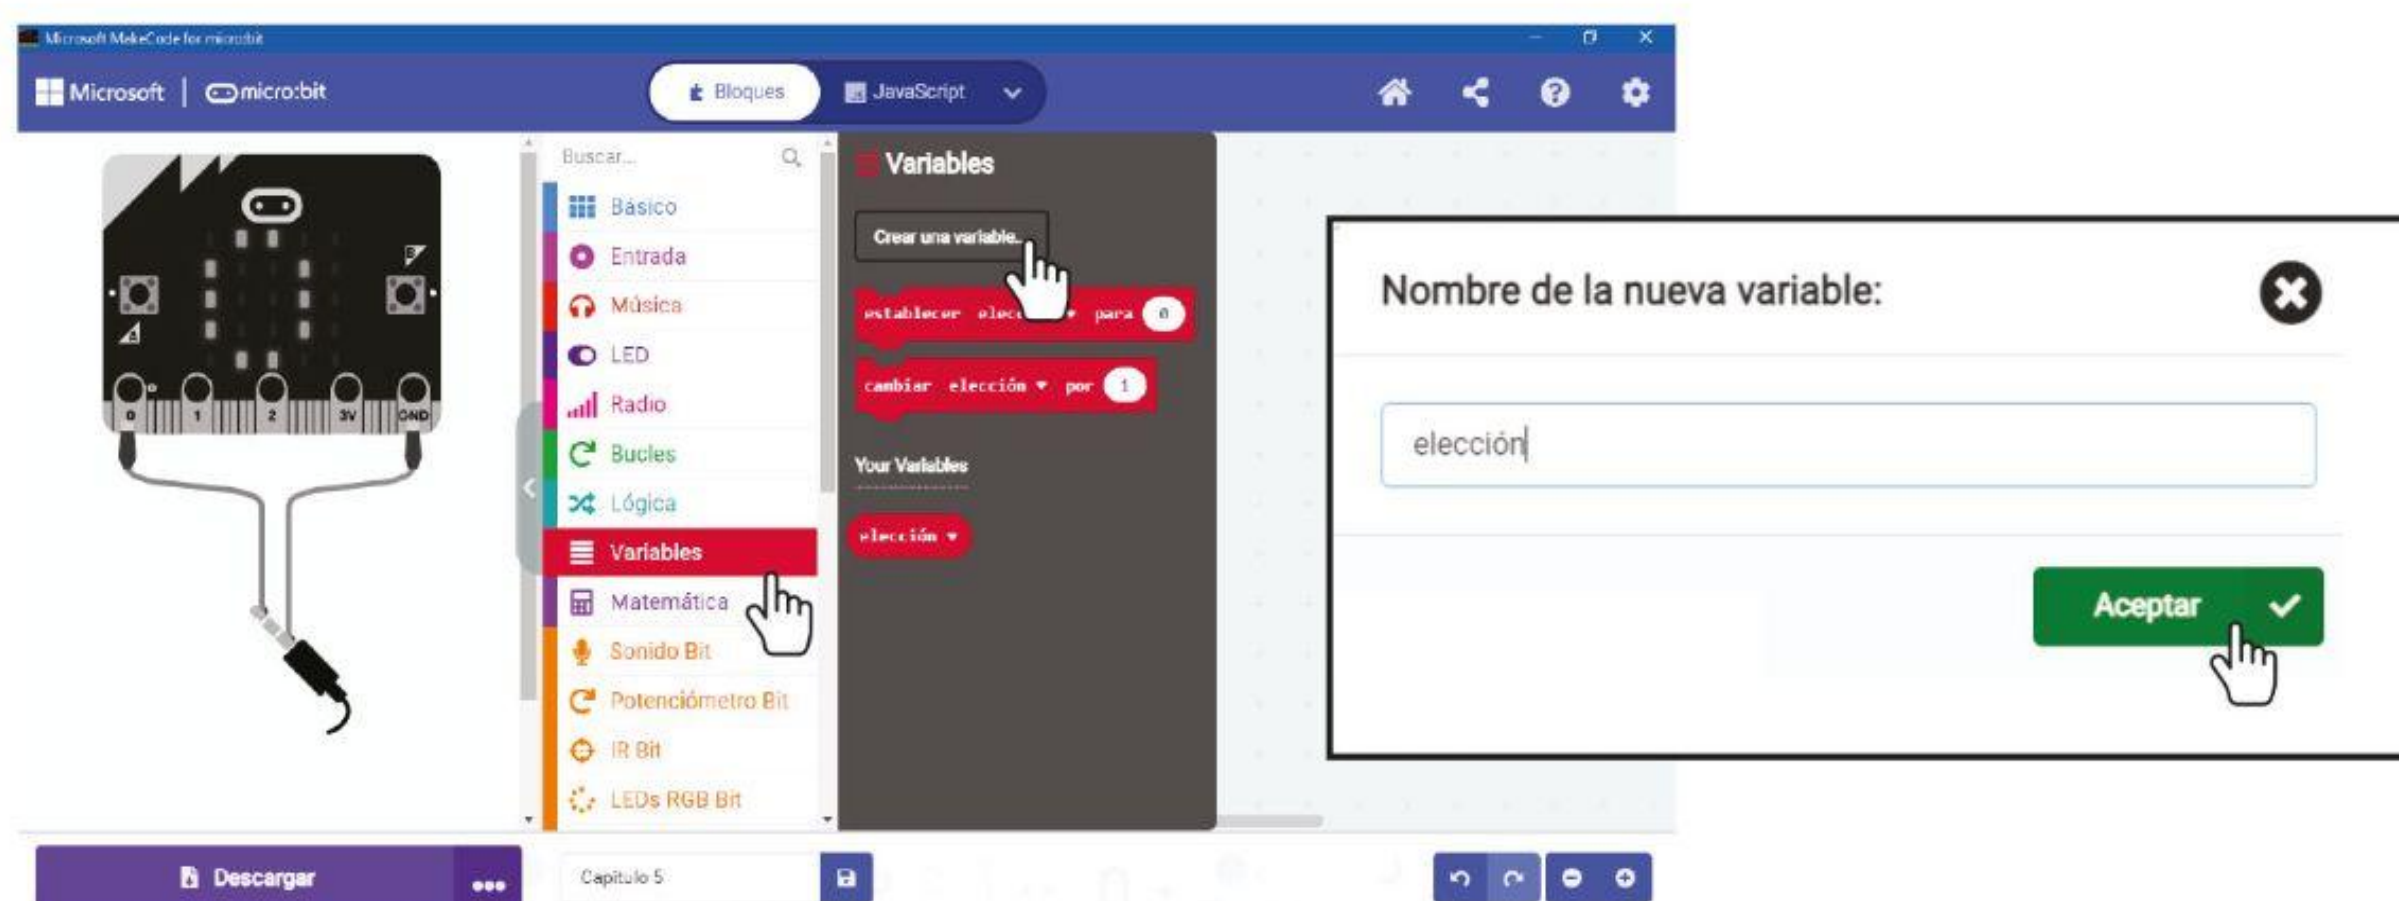 Microsoft MakeCode for micro:bit
Microsoft | micro:bit
Bloques
JavaScript
B
A
0 1 2 3V GND
Buscar...
Básico
Entrada
Música
LED
Radio
Bucles
Lógica
Variables
Matemática
Sonido Bit
Potenciómetro Bit
IR Bit
LEDs RGB Bit
Variables
Crear una variable...
establecer para 0
cambiar elección por 1
Your Variables
elección
Nombre de la nueva variable:
elección
Aceptar
Descargar
Capitulo 5